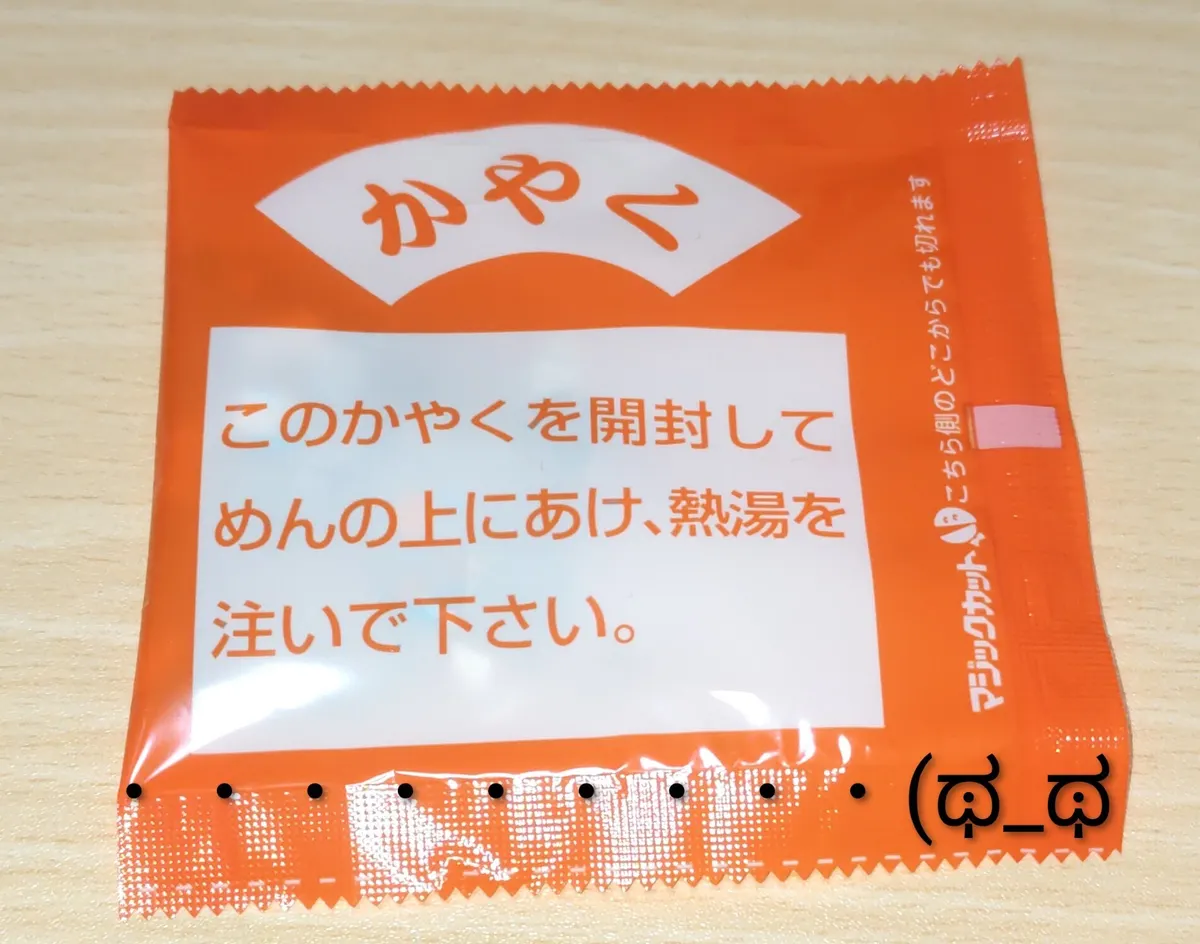 かやく
このかやくを開封して
めんの上にあけ、熱湯を
注いで下さい。
マジックカット こちら側のどこからでも切れます
・・・・・・・・・(ಥ_ಥ